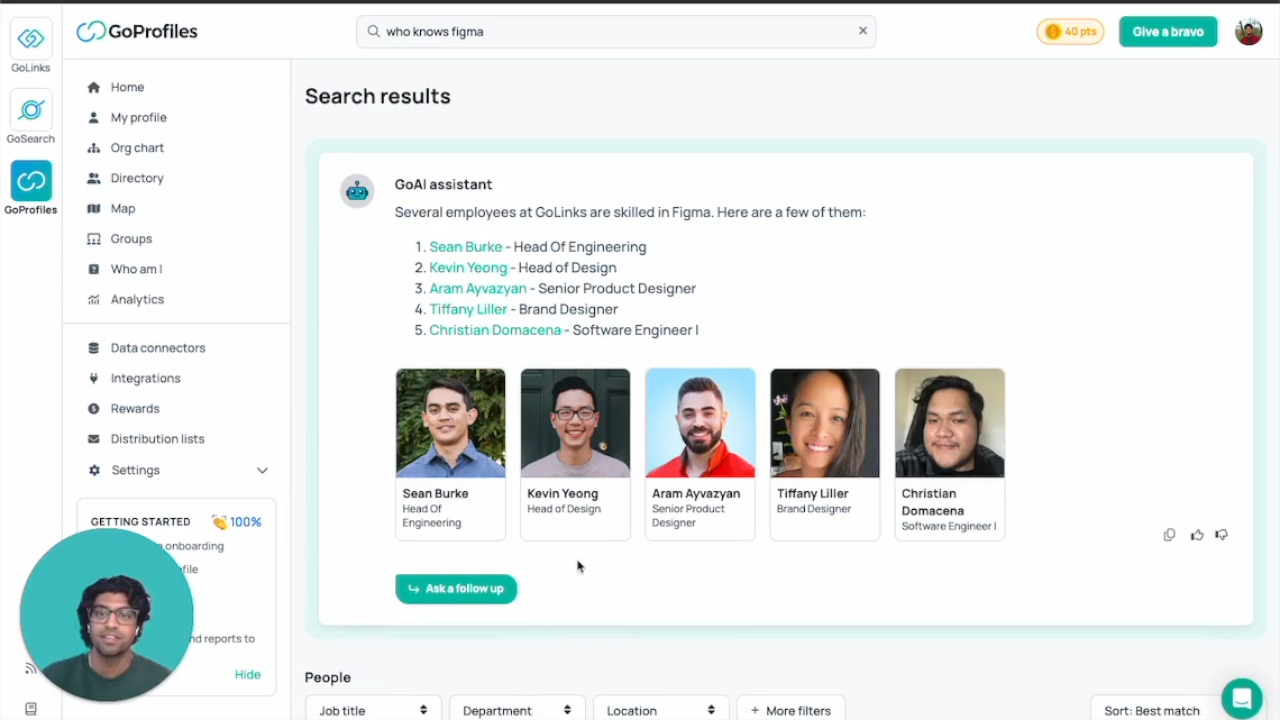 GoProfiles
who knows figma
40 pts
Give a bravo
GoLinks
GoSearch
GoProfiles
Home
My profile
Org chart
Directory
Map
Groups
Who am I
Analytics
Data connectors
Integrations
Rewards
Distribution lists
Settings
GETTING STARTED
100%
onboarding
file
nd reports to
Hide
Search results
GoAI assistant
Several employees at GoLinks are skilled in Figma. Here are a few of them:
1. Sean Burke - Head Of Engineering
2. Kevin Yeong - Head of Design
3. Aram Ayvazyan - Senior Product Designer
4. Tiffany Liller - Brand Designer
5. Christian Domacena - Software Engineer I
Sean Burke
Head Of
Engineering
Kevin Yeong
Head of Design
Aram Ayvazyan
Senior Product
Designer
Tiffany Liller
Brand Designer
Christian
Domacena
Software Engineer I
Ask a follow up
People
Job title
Department
Location
+ More filters
Sort: Best match